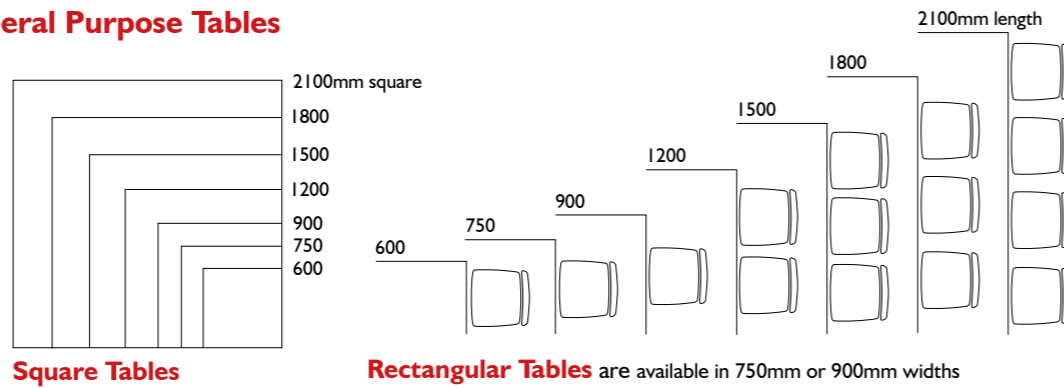 eral Purpose Tables
2100mm square
1800
1500
1200
900
750
600
Square Tables
600
750
900
1200
1500
1800
2100mm length
Rectangular Tables are available in 750mm or 900mm widths